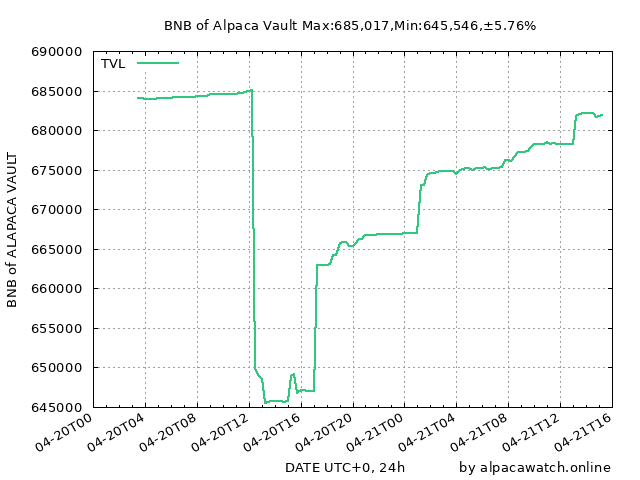 BNB of Alpaca Vault Max:685,017,Min:645,546,±5.76%
TVL
BNB of ALAPACA VAULT
690000
685000
680000
675000
670000
665000
660000
655000
650000
645000
04-20T00
04-20T04
04-20T08
04-20T12
04-20T16
04-20T20
04-21T00
04-21T04
04-21T08
04-21T12
04-21T16
DATE UTC+0, 24h
by alpacawatch.online